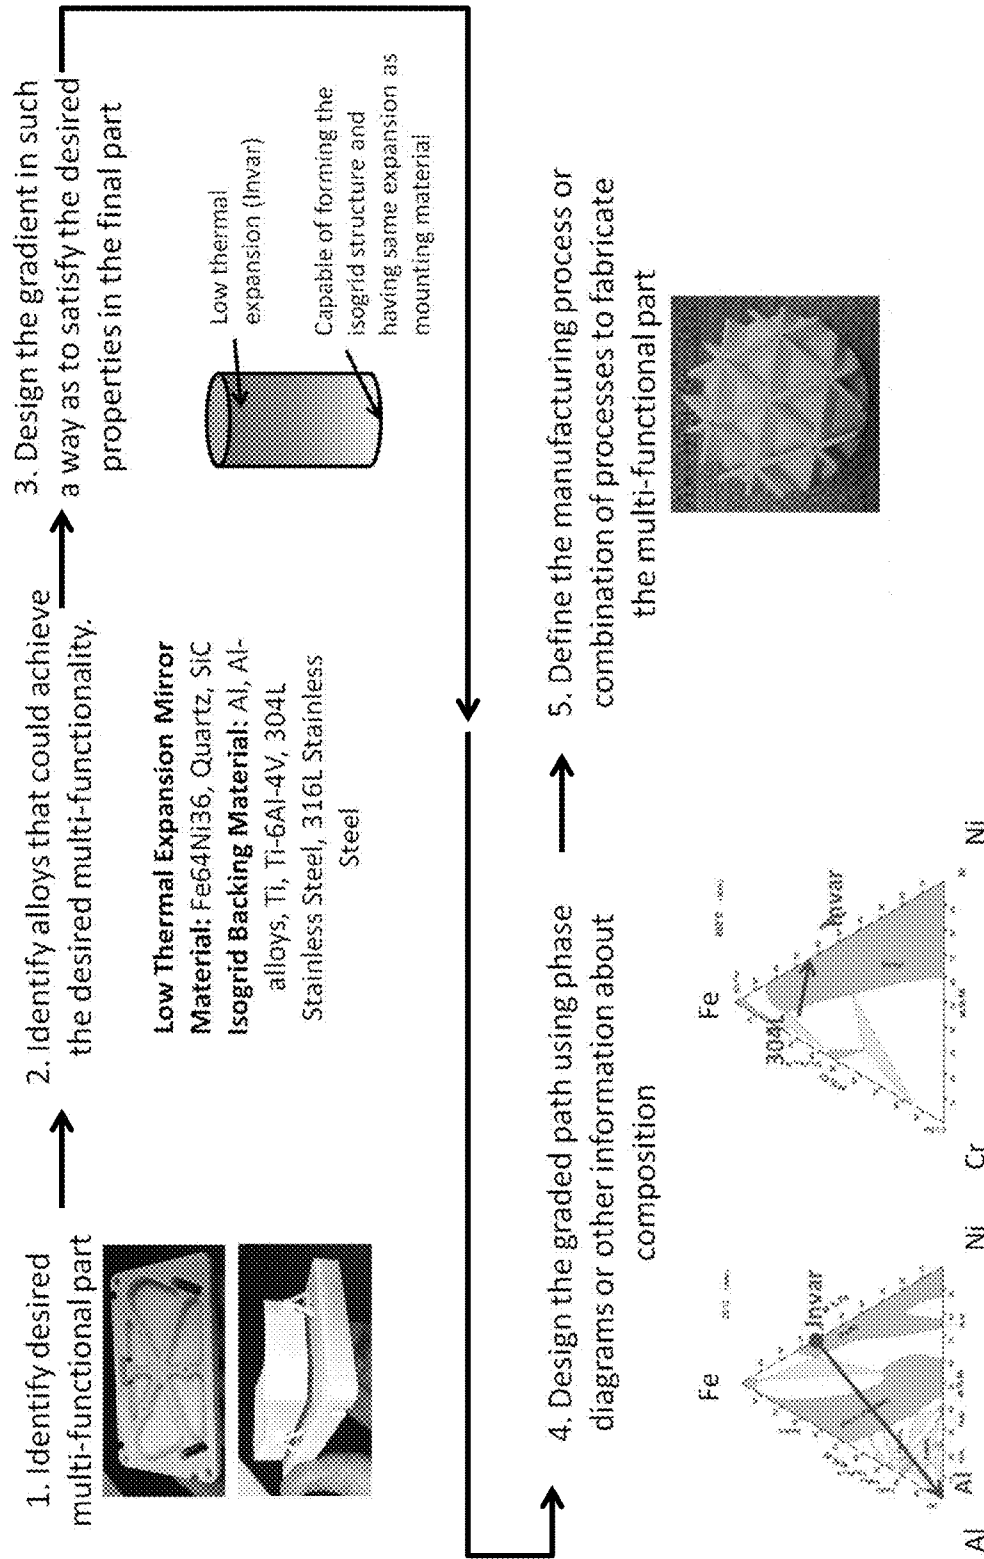 1. Identify desired
multi-functional part
2. Identify alloys that could achieve
the desired multi-functionality.
Low Thermal Expansion Mirror
Material: Fe64Ni36, Quartz, SiC
Isogrid Backing Material: Al, Al-
alloys, Ti, Ti-6Al-4V, 304L
Stainless Steel, 316L Stainless
Steel
3. Design the gradient in such
a way as to satisfy the desired
properties in the final part
Low thermal
expansion (Invar)
Capable of forming the
isogrid structure and
having same expansion as
mounting material
4. Design the graded path using phase
diagrams or other information about
composition
Fe
Invar
Al
Al
Ni
Fe
304L
Invar
Cr
Ni
5. Define the manufacturing process or
combination of processes to fabricate
the multi-functional part